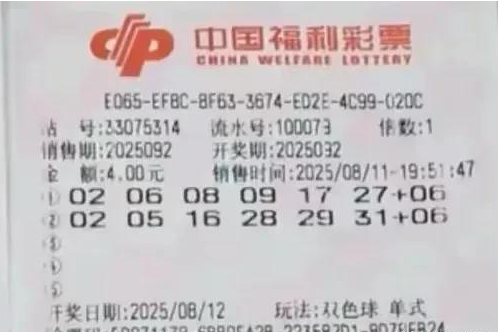 中国福利彩票
CHINA WELFARE LOTTERY
E065-EF8C-8F63-3674-ED2E-4C99-020C
站 号:33075314 流水号:100073 倍数:1
销售期:2025092 开奖期:2025092
金 额:4.00元 销售时间:2025/08/11-19:51:47
① 02 06 08 09 17 27+06
② 02 05 16 28 29 31+06
③
④
⑤
开奖日期:2025/08/12 玩法:双色球 单式